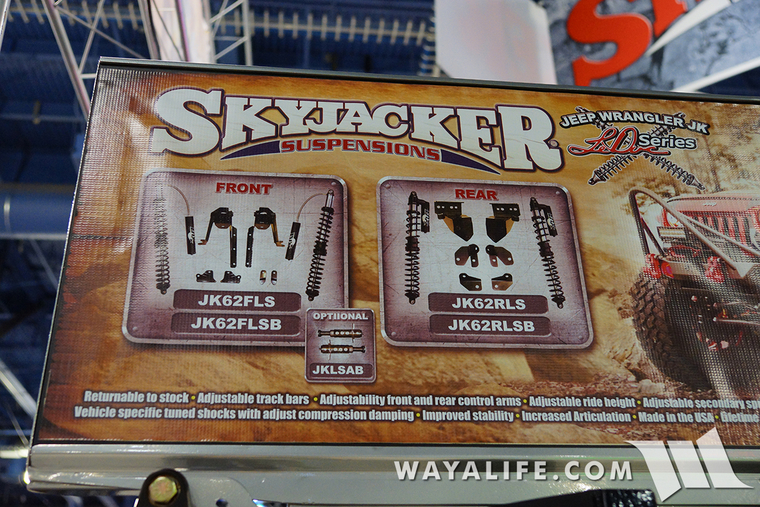 SKYJACKER
SUSPENSIONS
JEEP WRANGLER JK
Series
FRONT
JK62FLS
JK62FLSB
OPTIIONAL
JKLSAB
REAR
JK62RLS
JK62RLSB
Returnable to stock • Adjustable track bars • Adjustability front and rear control arms • Adjustable ride height • Adjustable secondary
Vehicle specific tuned shocks with adjust compression damping • Improved stability • Increased Articulation • Made in the USA •
WAYALIFE.COM